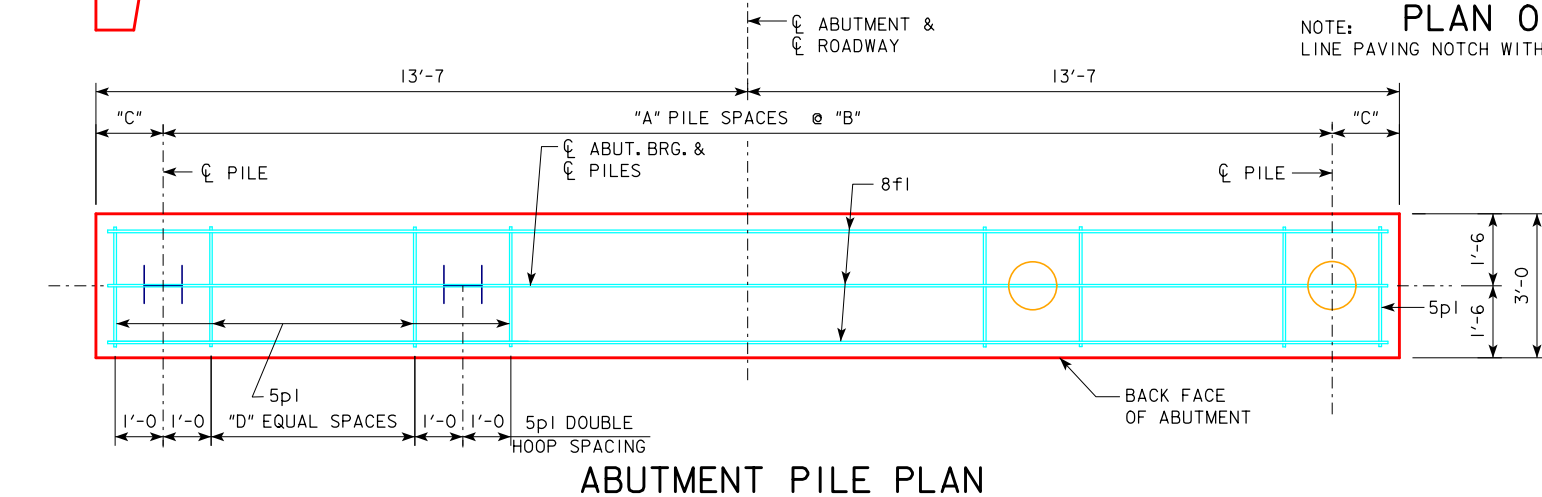 PLAN O
NOTE:
LINE PAVING NOTCH WITH
℄ ABUTMENT &
℄ ROADWAY
13'-7
13'-7
"C"
"A" PILE SPACES @ "B"
"C"
℄ ABUT. BRG. &
℄ PILES
℄ PILE
℄ PILE
8f1
1'-6
1'-6
3'-0
5p1
5p1
1'-0
1'-0
"D" EQUAL SPACES
1'-0
1'-0
5p1 DOUBLE
HOOP SPACING
BACK FACE
OF ABUTMENT
ABUTMENT PILE PLAN